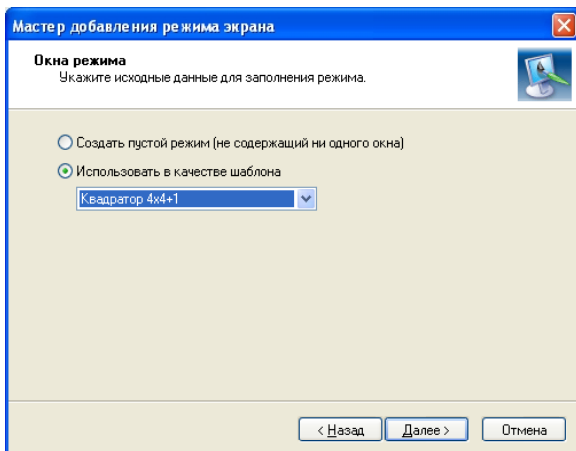 Мастер добавления режима экрана
Окна режима
Укажите исходные данные для заполнения режима.
Создать пустой режим (не содержащий ни одного окна)
Использовать в качестве шаблона
Квадратор 4x4+1
< Назад Далее > Отмена